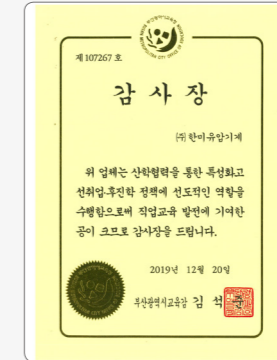 제 107267 호
감 사 장
㈜한미유압기계
위 업체는 산학협력을 통한 특성화고
선취업·후진학 정책에 선도적인 역할을
수행함으로써 직업교육 발전에 기여한
공이 크므로 감사장을 드립니다.
2019년 12월 20일
부산광역시교육감 김 석 준